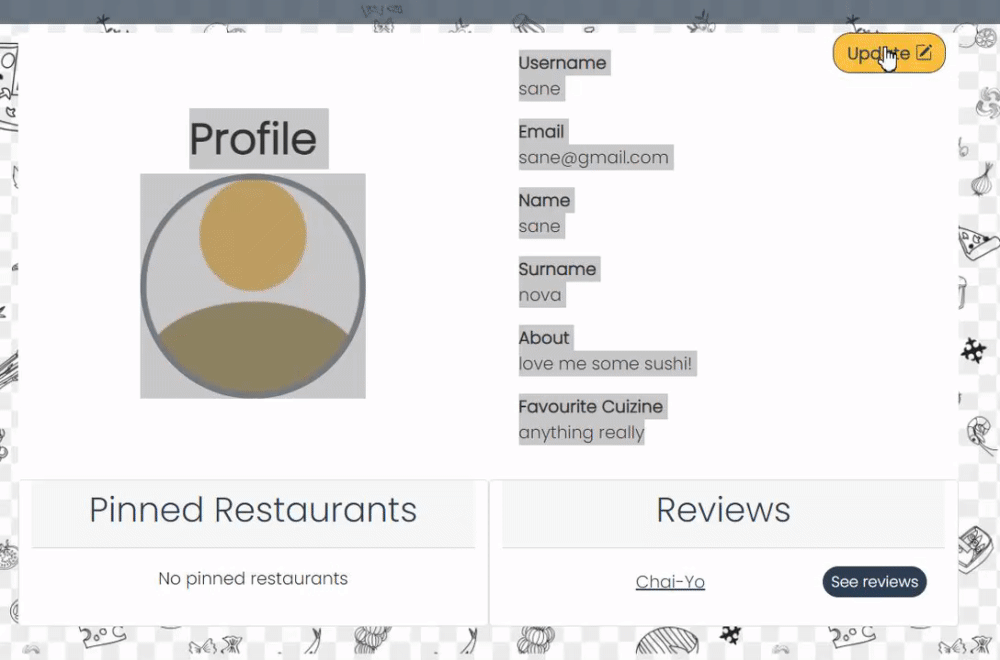 Update
Profile
Username
sane
Email
sane@gmail.com
Name
sane
Surname
nova
About
love me some sushi!
Favourite Cuizine
anything really
Pinned Restaurants
No pinned restaurants
Reviews
Chai-Yo
See reviews